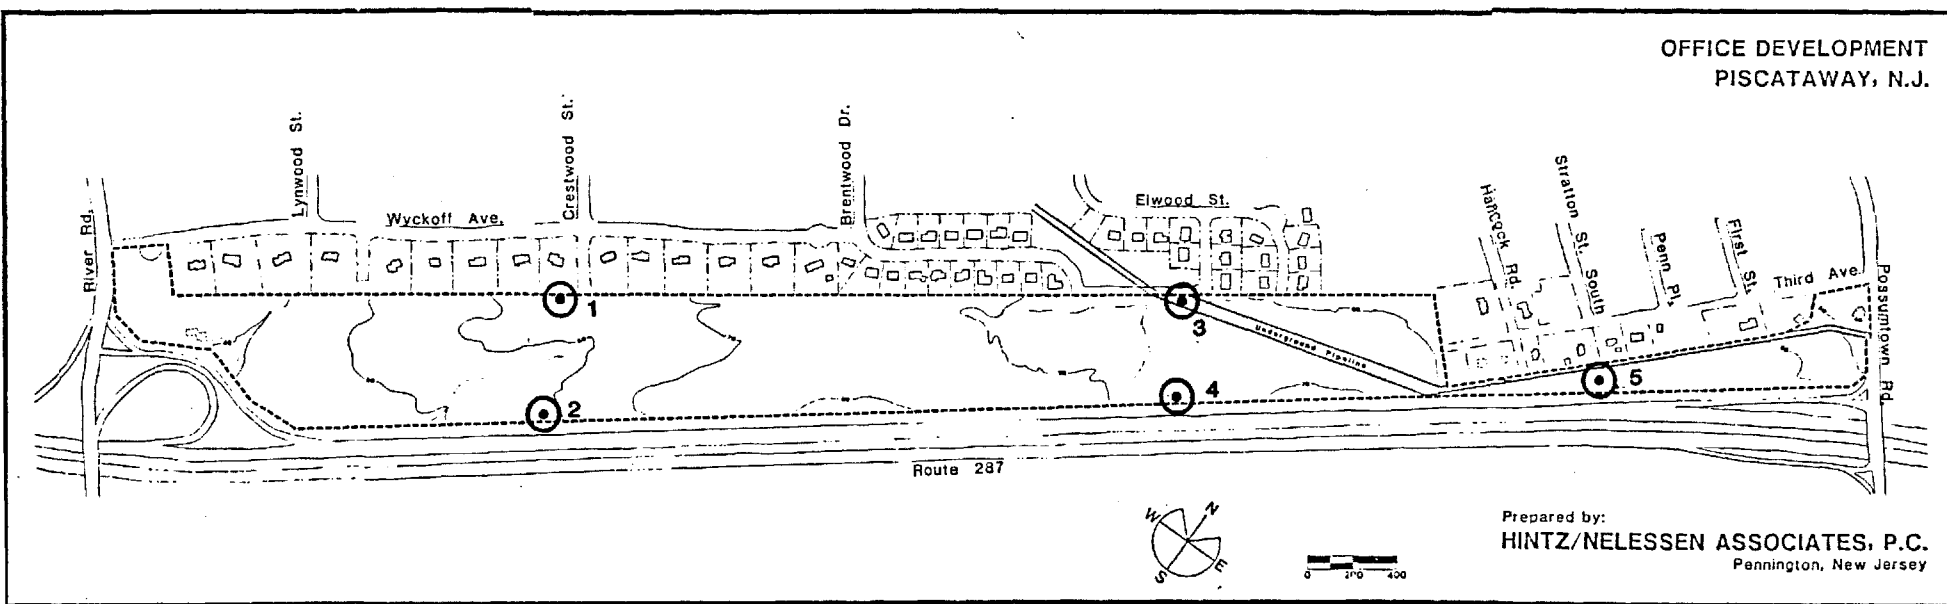 OFFICE DEVELOPMENT
PISCATAWAY, N.J.
River Rd.
Lynwood St.
Wyckoff Ave.
Crestwood St.
Brentwood Dr.
Elwood St.
Hancock Rd.
Stratton St. South
Penn Pl.
First St.
Third Ave.
Possumtown Rd.
1
2
3
4
5
Underground Pipeline
Route 287
W N
S E
0 200 400
Prepared by:
HINTZ/NELESSEN ASSOCIATES, P.C.
Pennington, New Jersey